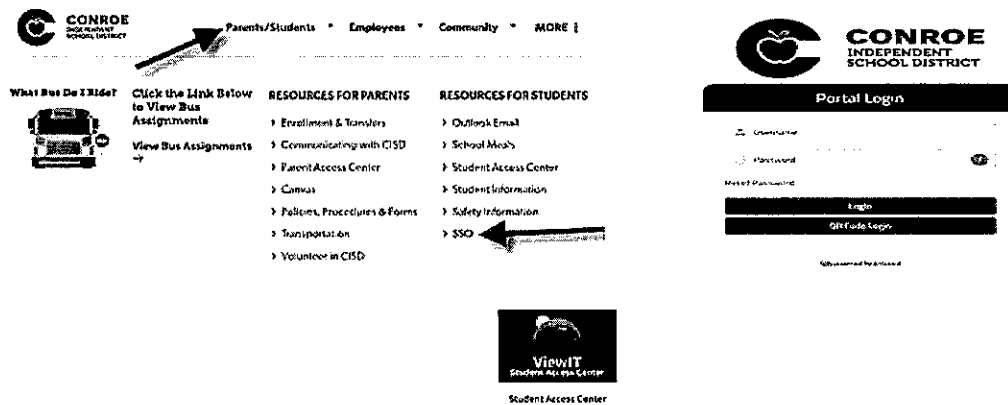 CONROE
INDEPENDENT
SCHOOL DISTRICT
Parents/Students
Employees
Community
MORE
What Bus Do I Ride?
Click the Link Below
to View Bus
Assignments
View Bus Assignments
→
RESOURCES FOR PARENTS
> Enrollment & Transfers
> Communicating with CISD
> Parent Access Center
> Canvas
> Policies, Procedures & Forms
> Transportation
> Volunteer in CISD
RESOURCES FOR STUDENTS
> Outlook Email
> School Meals
> Student Access Center
> Student Information
> Safety Information
> SSO
ViewIT
Student Access Center
Student Access Center
CONROE
INDEPENDENT
SCHOOL DISTRICT
Portal Login
Username
Password
Reset Password
Login
QR Code Login